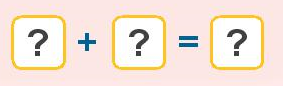 ? + ? = ?